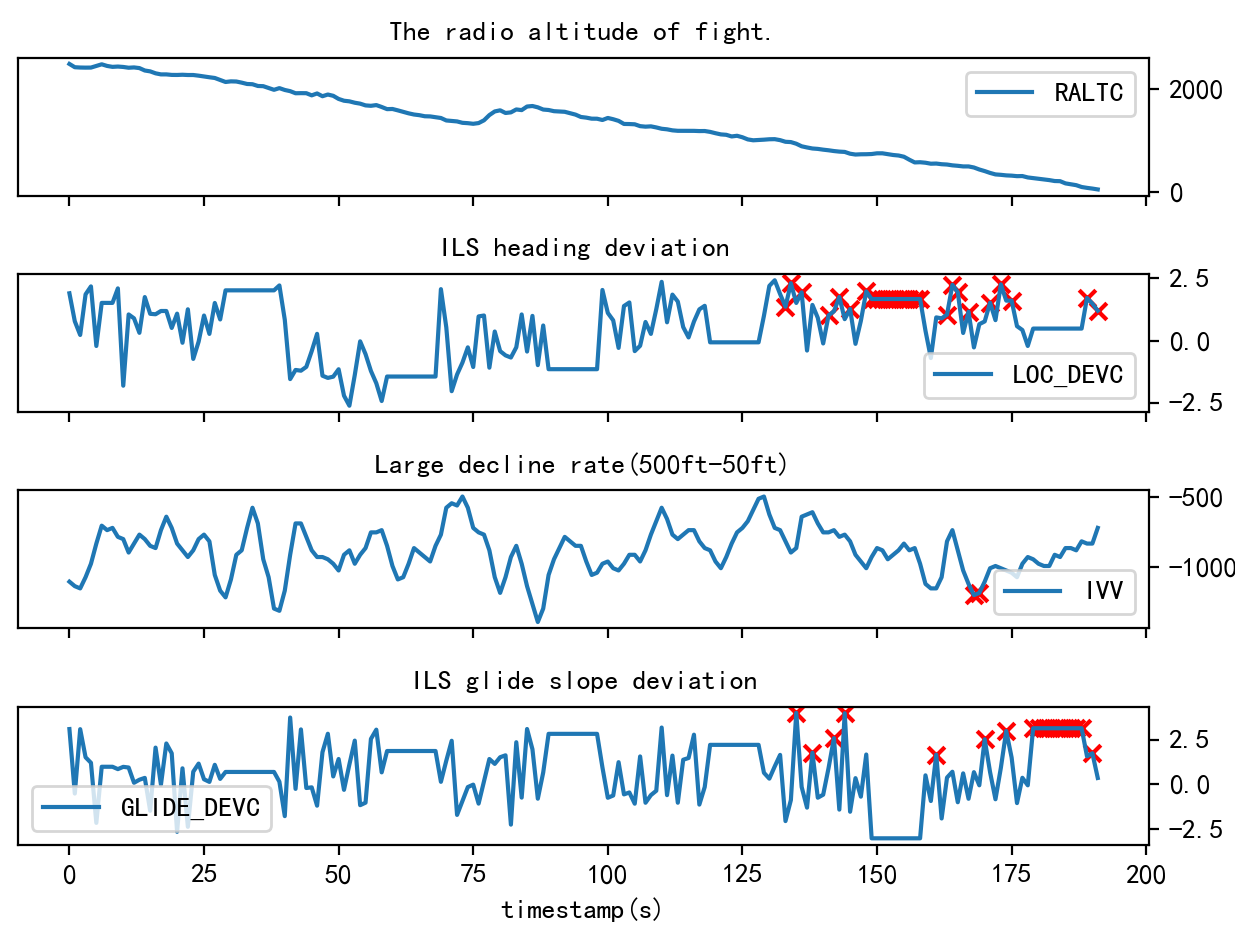 The radio altitude of fight.
RALTC
2000
0
ILS heading deviation
2.5
0.0
−2.5
LOC_DEVC
Large decline rate(500ft−50ft)
−500
−1000
IVV
ILS glide slope deviation
2.5
0.0
−2.5
GLIDE_DEVC
0 25 50 75 100 125 150 175 200
timestamp(s)